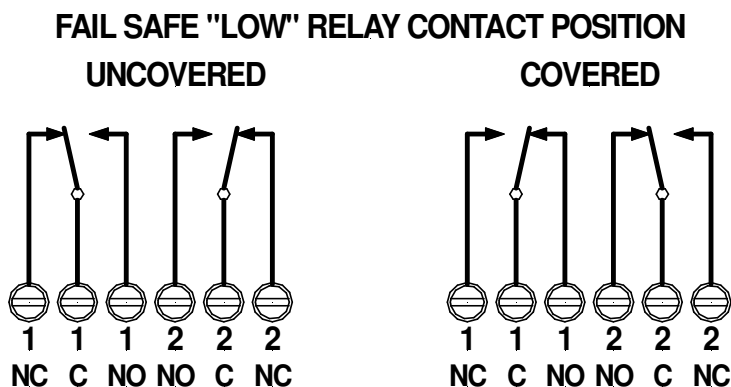 FAIL SAFE "LOW" RELAY CONTACT POSITION
UNCOVERED COVERED
1 1 1 2 2 2 1 1 1 2 2 2
NC C NO NO C NC NC C NO NO C NC